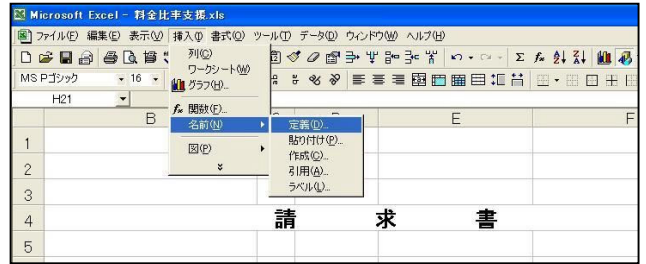 Microsoft Excel - 料金比率支援.xls
ファイル(F) 編集(E) 表示(V) 挿入(I) 書式(O) ツール(T) データ(D) ウィンドウ(W) ヘルプ(H)
列(C)
ワークシート(W)
グラフ(H)...
MS Pゴシック 16
H21
関数(F)...
名前(N)
定義(D)...
貼り付け(P)...
作成(C)...
引用(A)...
ラベル(L)...
図(P)
B E F
1
2
3
4 請 求 書
5